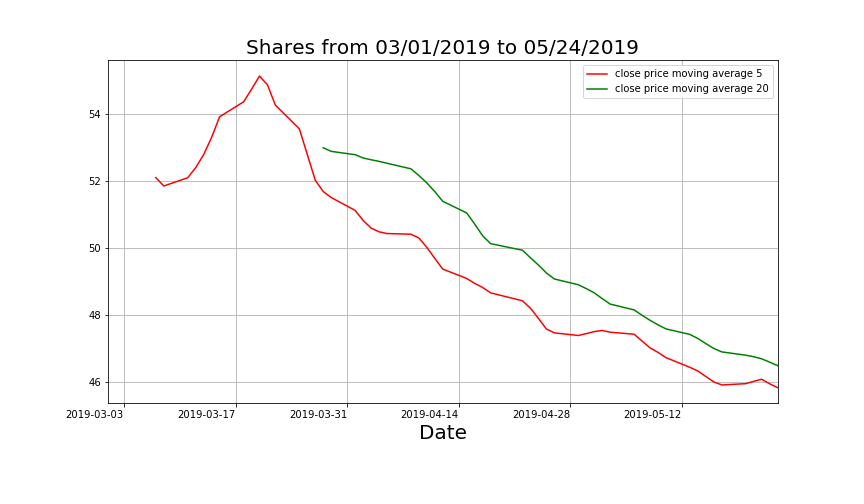 Shares from 03/01/2019 to 05/24/2019
close price moving average 5
close price moving average 20
54
52
50
48
46
2019-03-03 2019-03-17 2019-03-31 2019-04-14 2019-04-28 2019-05-12
Date